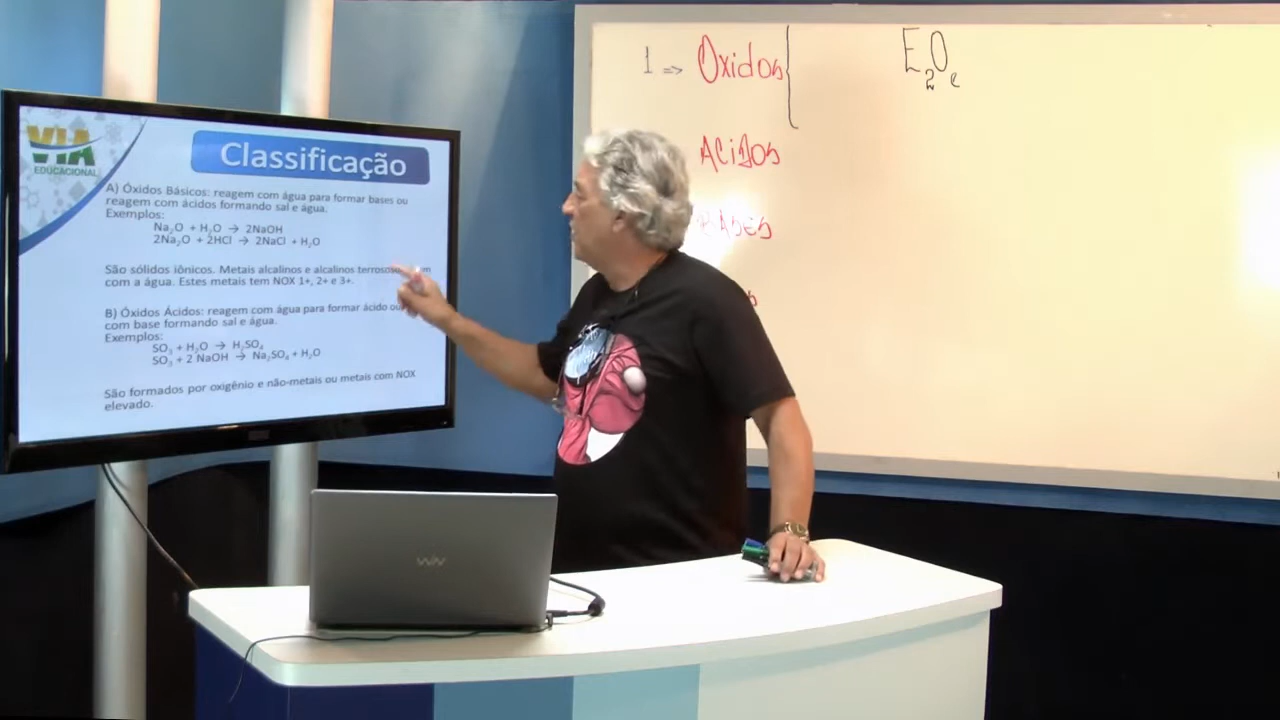 VIA
EDUCACIONAL
Classificação
A) Óxidos Básicos: reagem com água para formar bases ou
reagem com ácidos formando sal e água.
Exemplos:
Na₂O + H₂O → 2NaOH
2Na₂O + 2HCl → 2NaCl + H₂O
São sólidos iônicos. Metais alcalinos e alcalinos terrosos
com a água. Estes metais tem NOX 1+, 2+ e 3+.
B) Óxidos Ácidos: reagem com água para formar ácido ou
com base formando sal e água.
Exemplos:
SO₃ + H₂O → H₂SO₄
SO₃ + 2 NaOH → Na₂SO₄ + H₂O
São formados por oxigênio e não-metais ou metais com NOX
elevado.
1 => Oxidos{
E₂Oₑ
ACiDOS
BASES